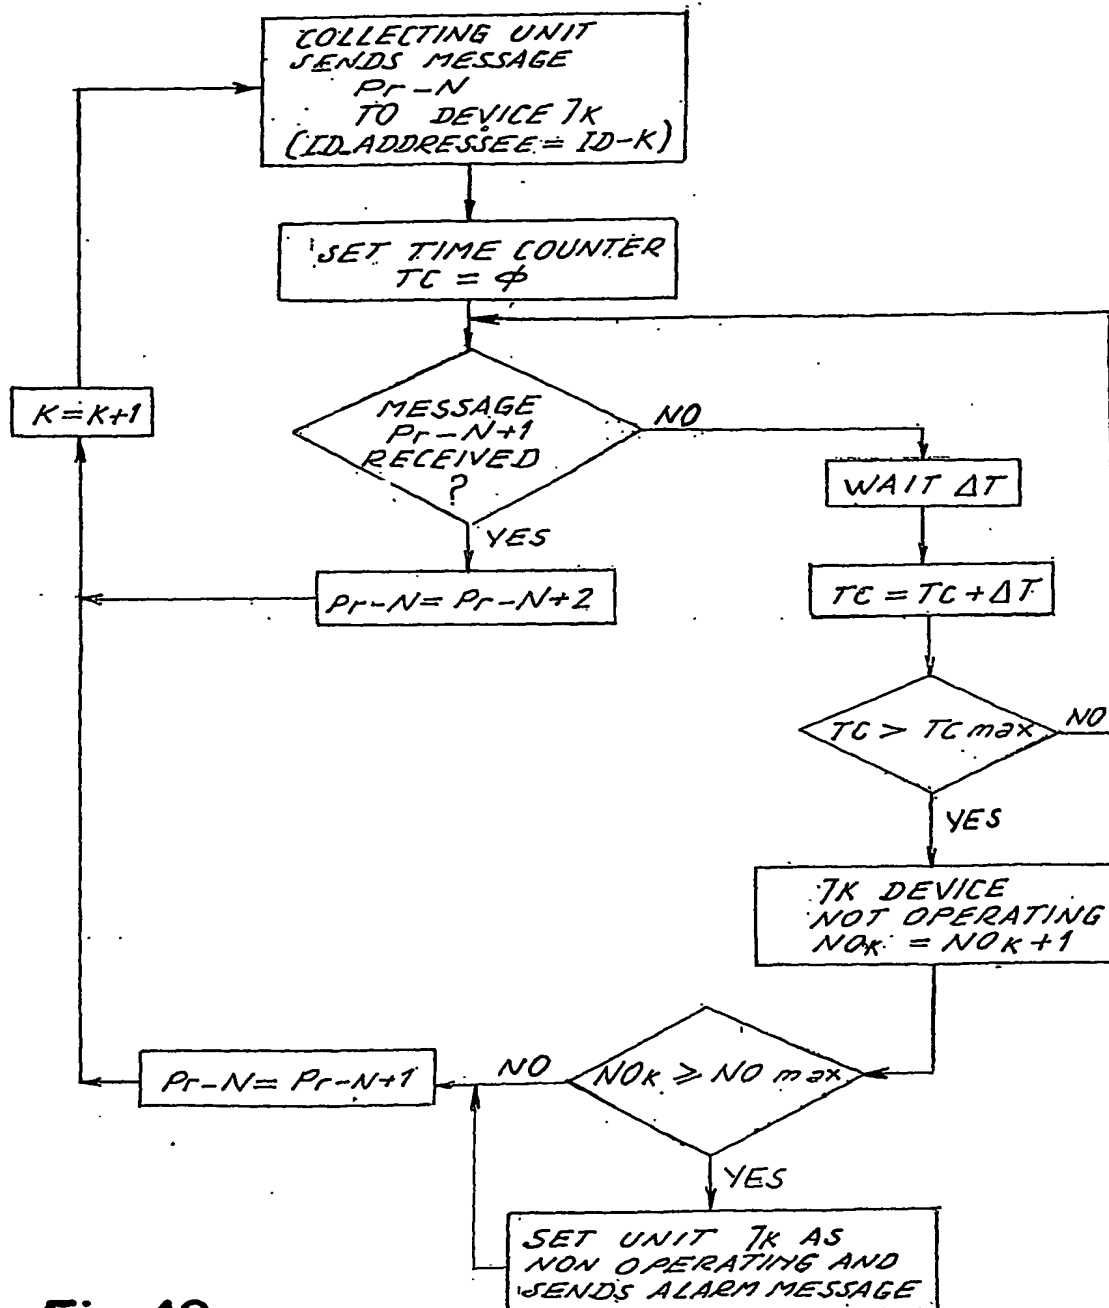 COLLECTING UNIT
SENDS MESSAGE
Pr-N
TO DEVICE 7K
(ID_ADDRESSEE = ID-K)
SET TIME COUNTER
TC = ϕ
K=K+1
MESSAGE
Pr-N+1
RECEIVED
?
NO
YES
WAIT ΔT
Pr-N= Pr-N+2
TC = TC + ΔT
TC > TC max
NO
YES
7K DEVICE
NOT OPERATING
NOK = NOK+1
NOK ⩾ NO max
NO
Pr-N= Pr-N+1
YES
SET UNIT 7K AS
NON OPERATING AND
SENDS ALARM MESSAGE